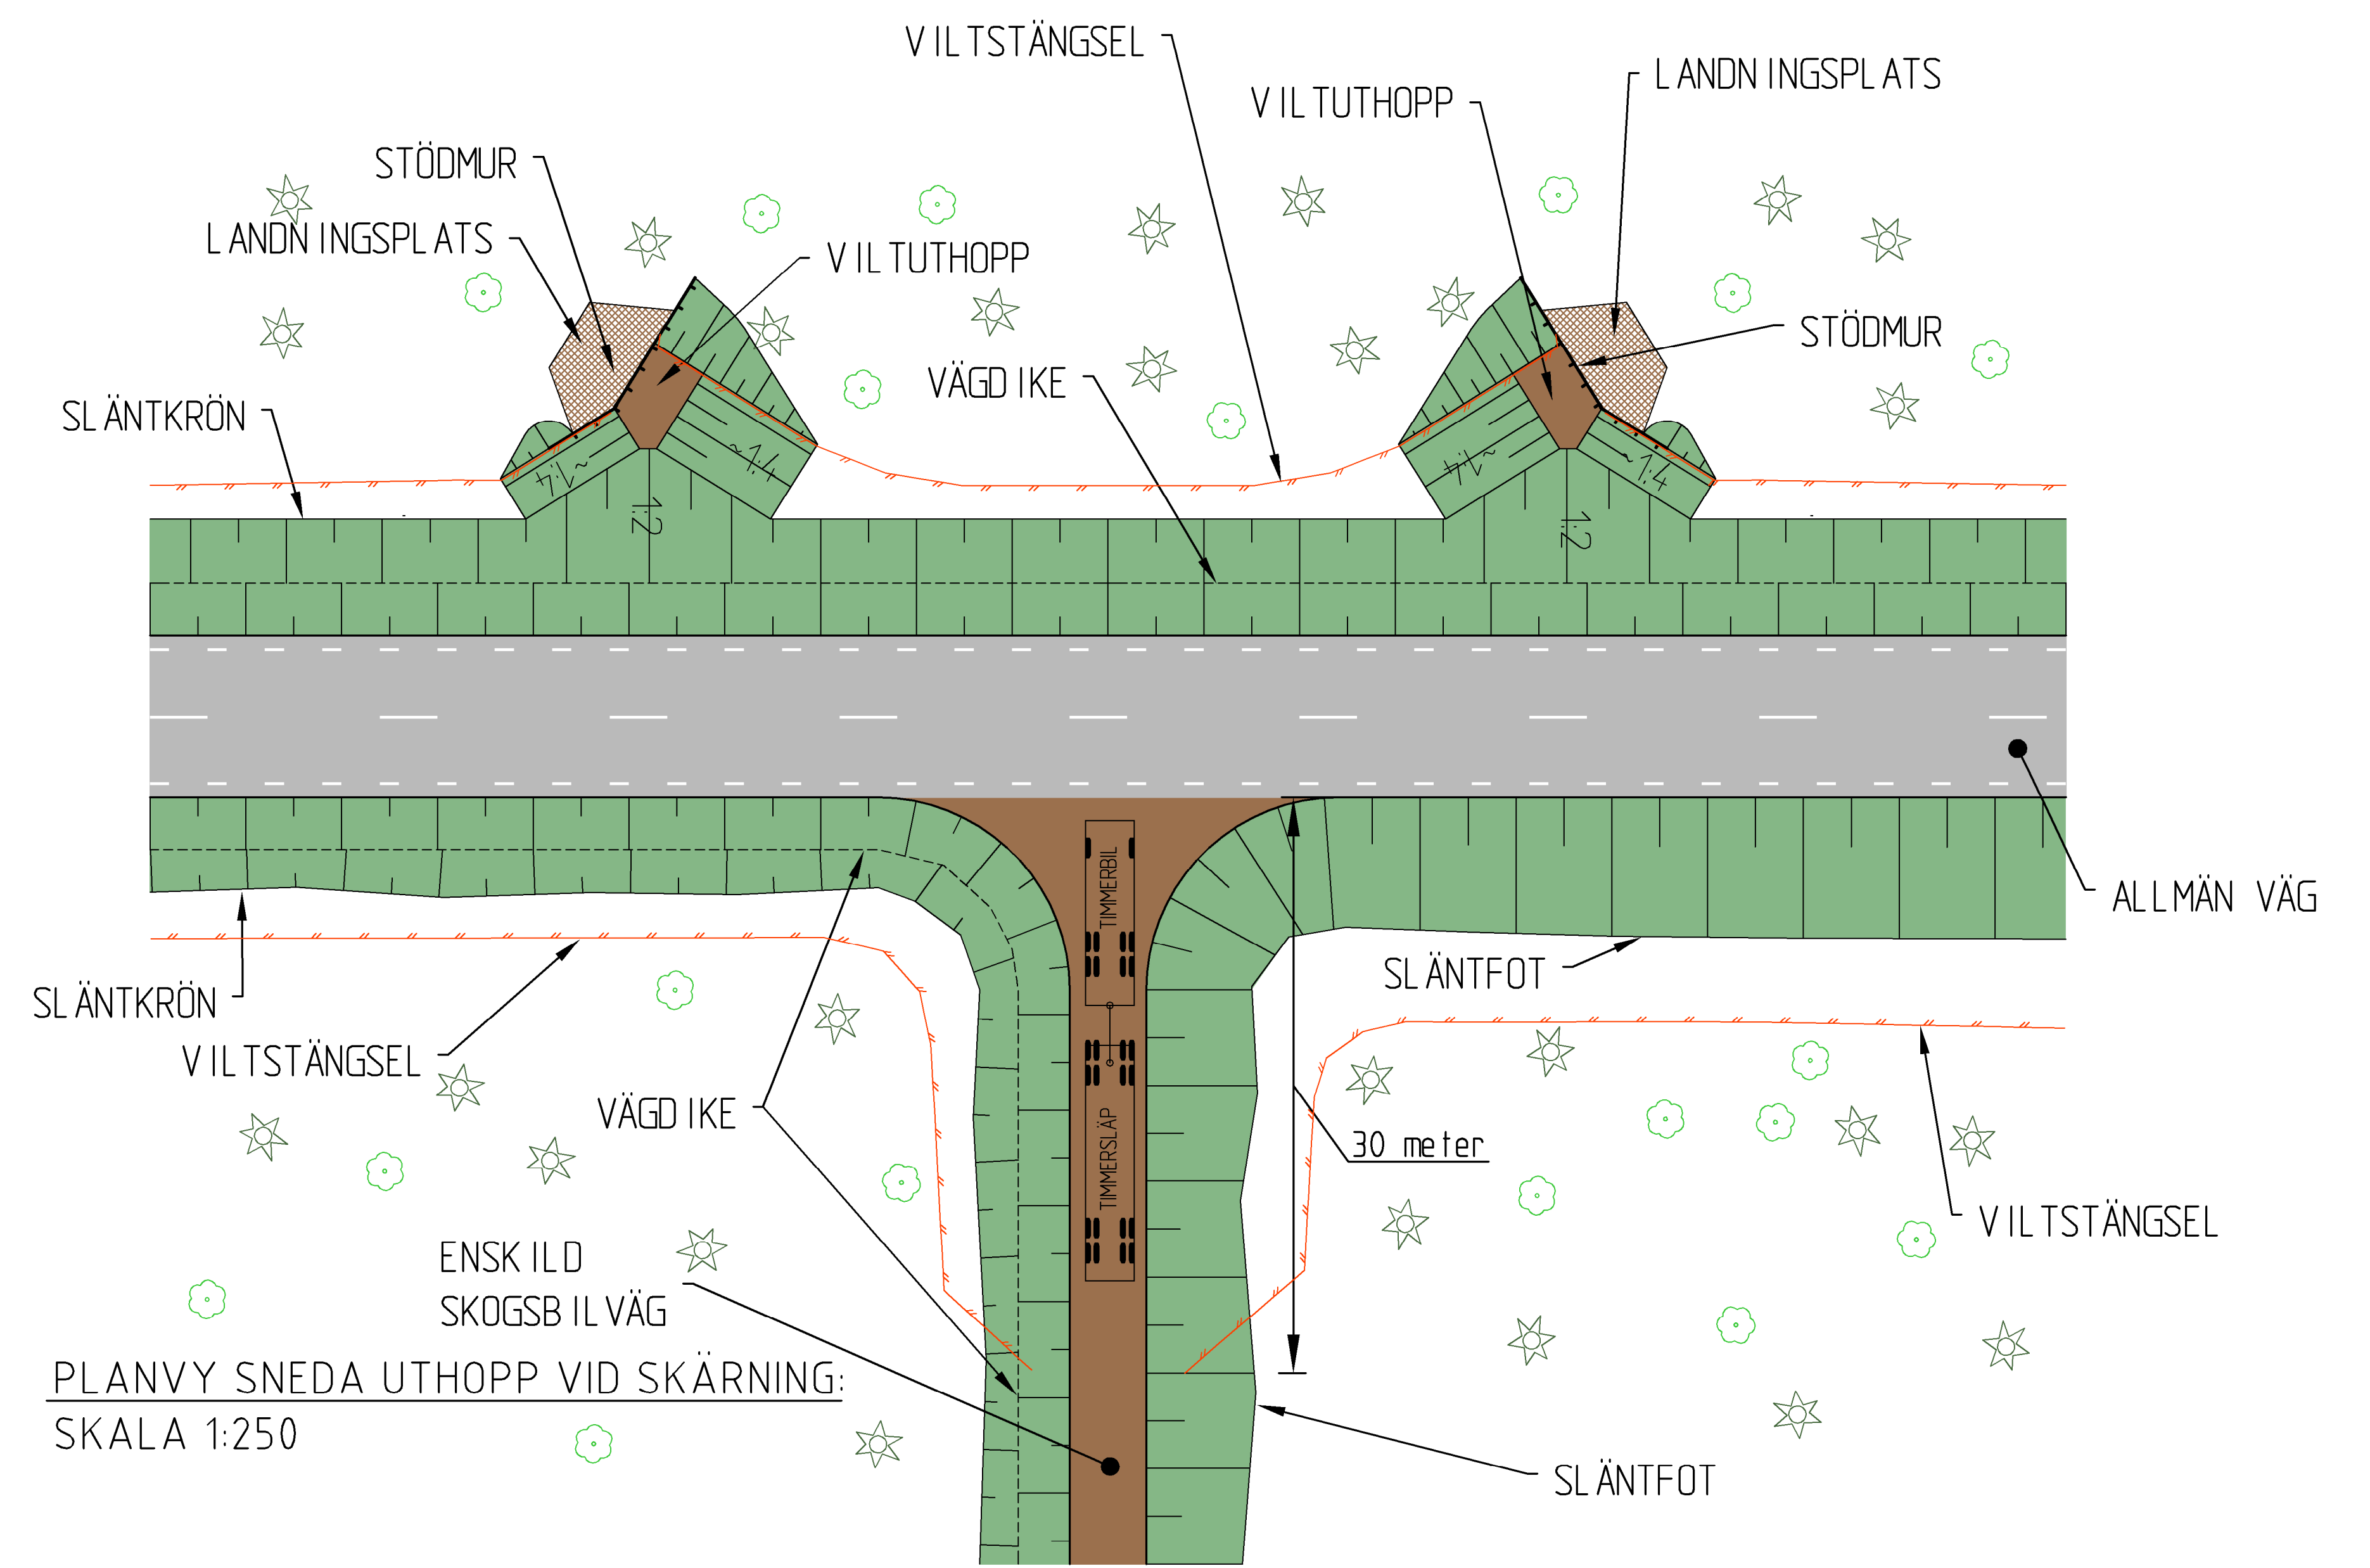 VILTSTÄNGSEL
LANDNINGSPLATS
VILTUTHOPP
STÖDMUR
LANDNINGSPLATS
VILTUTHOPP
STÖDMUR
VÄGDIKE
SLÄNTKRÖN
~1:4
~1:4
~1:4
~1:4
1:2
1:2
ALLMÄN VÄG
TIMMERBIL
SLÄNTFOT
SLÄNTKRÖN
VILTSTÄNGSEL
VÄGDIKE
TIMMERSLÄP
30 meter
VILTSTÄNGSEL
ENSKILD
SKOGSBILVÄG
PLANVY SNEDA UTHOPP VID SKÄRNING:
SKALA 1:250
SLÄNTFOT